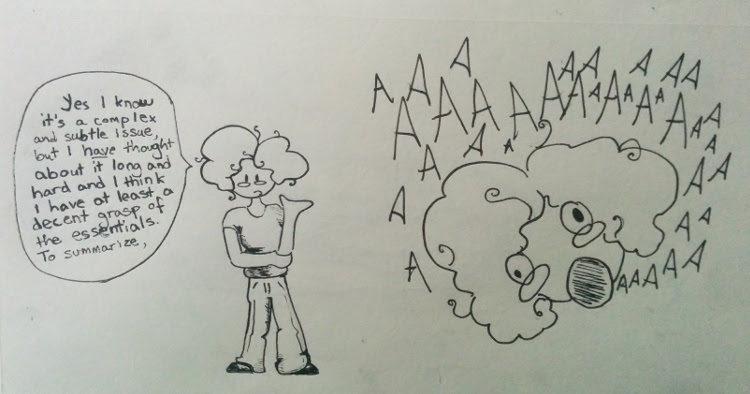 Yes I know
it's a complex
and subtle issue,
but I have thought
about it long and
hard and I think
I have at least a
decent grasp of
the essentials.
To summarize,
A A A A A A
A A A A A A A A A A A A
A A A A
A A A
A A A
A A A
A A A A A A